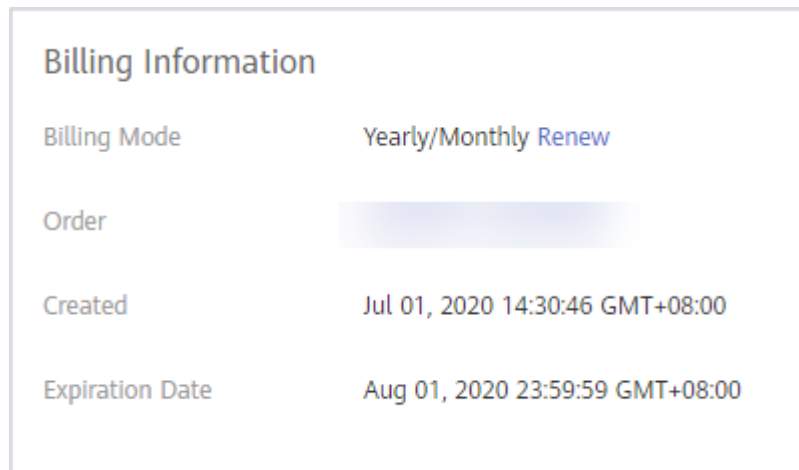 Billing Information
Billing Mode Yearly/Monthly Renew
Order
Created Jul 01, 2020 14:30:46 GMT+08:00
Expiration Date Aug 01, 2020 23:59:59 GMT+08:00